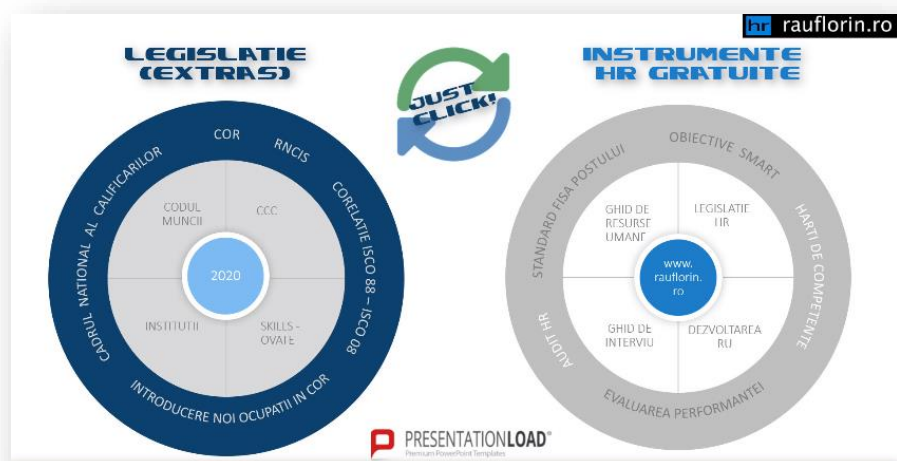 hr rauflorin.ro
LEGISLATIE
(EXTRAS)
JUST
CLICK!
INSTRUMENTE
HR GRATUITE
CADRUL NATIONAL AL CALIFICARILOR
COR
RNCIS
CORELATIE ISCO 88 – ISCO 08
INTRODUCERE NOI OCUPATII IN COR
CODUL
MUNCII
CCC
2020
INSTITUTII
SKILLS -
OVATE
STANDARD FISA POSTULUI
OBIECTIVE SMART
HARTI DE COMPETENTE
EVALUAREA PERFORMANTEI
AUDIT HR
GHID DE
RESURSE
UMANE
LEGISLATIE
HR
www.
rauflorin.
ro
GHID DE
INTERVIU
DEZVOLTAREA
RU
PRESENTATIONLOAD®
Premium PowerPoint Templates